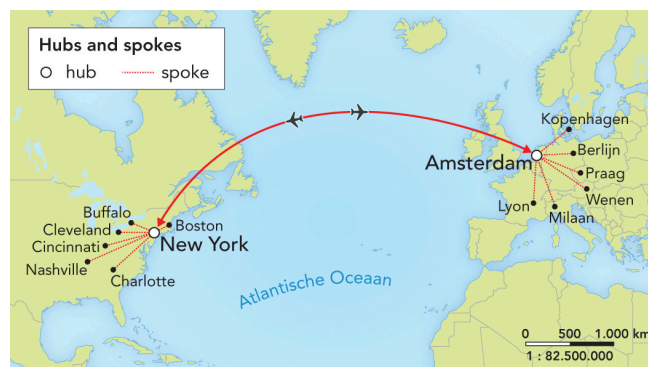 Hubs and spokes
hub
spoke
Kopenhagen
Berlijn
Amsterdam
Praag
Wenen
Lyon
Milaan
Buffalo
Boston
Cleveland
New York
Cincinnati
Nashville
Charlotte
Atlantische Oceaan
0 500 1.000 km
1 : 82.500.000